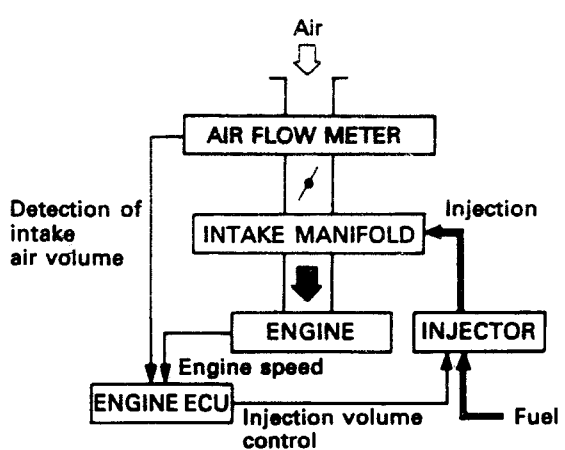 Air
AIR FLOW METER
Detection of
intake
air volume
Injection
INTAKE MANIFOLD
ENGINE
INJECTOR
Engine speed
ENGINE ECU
Injection volume
control
Fuel